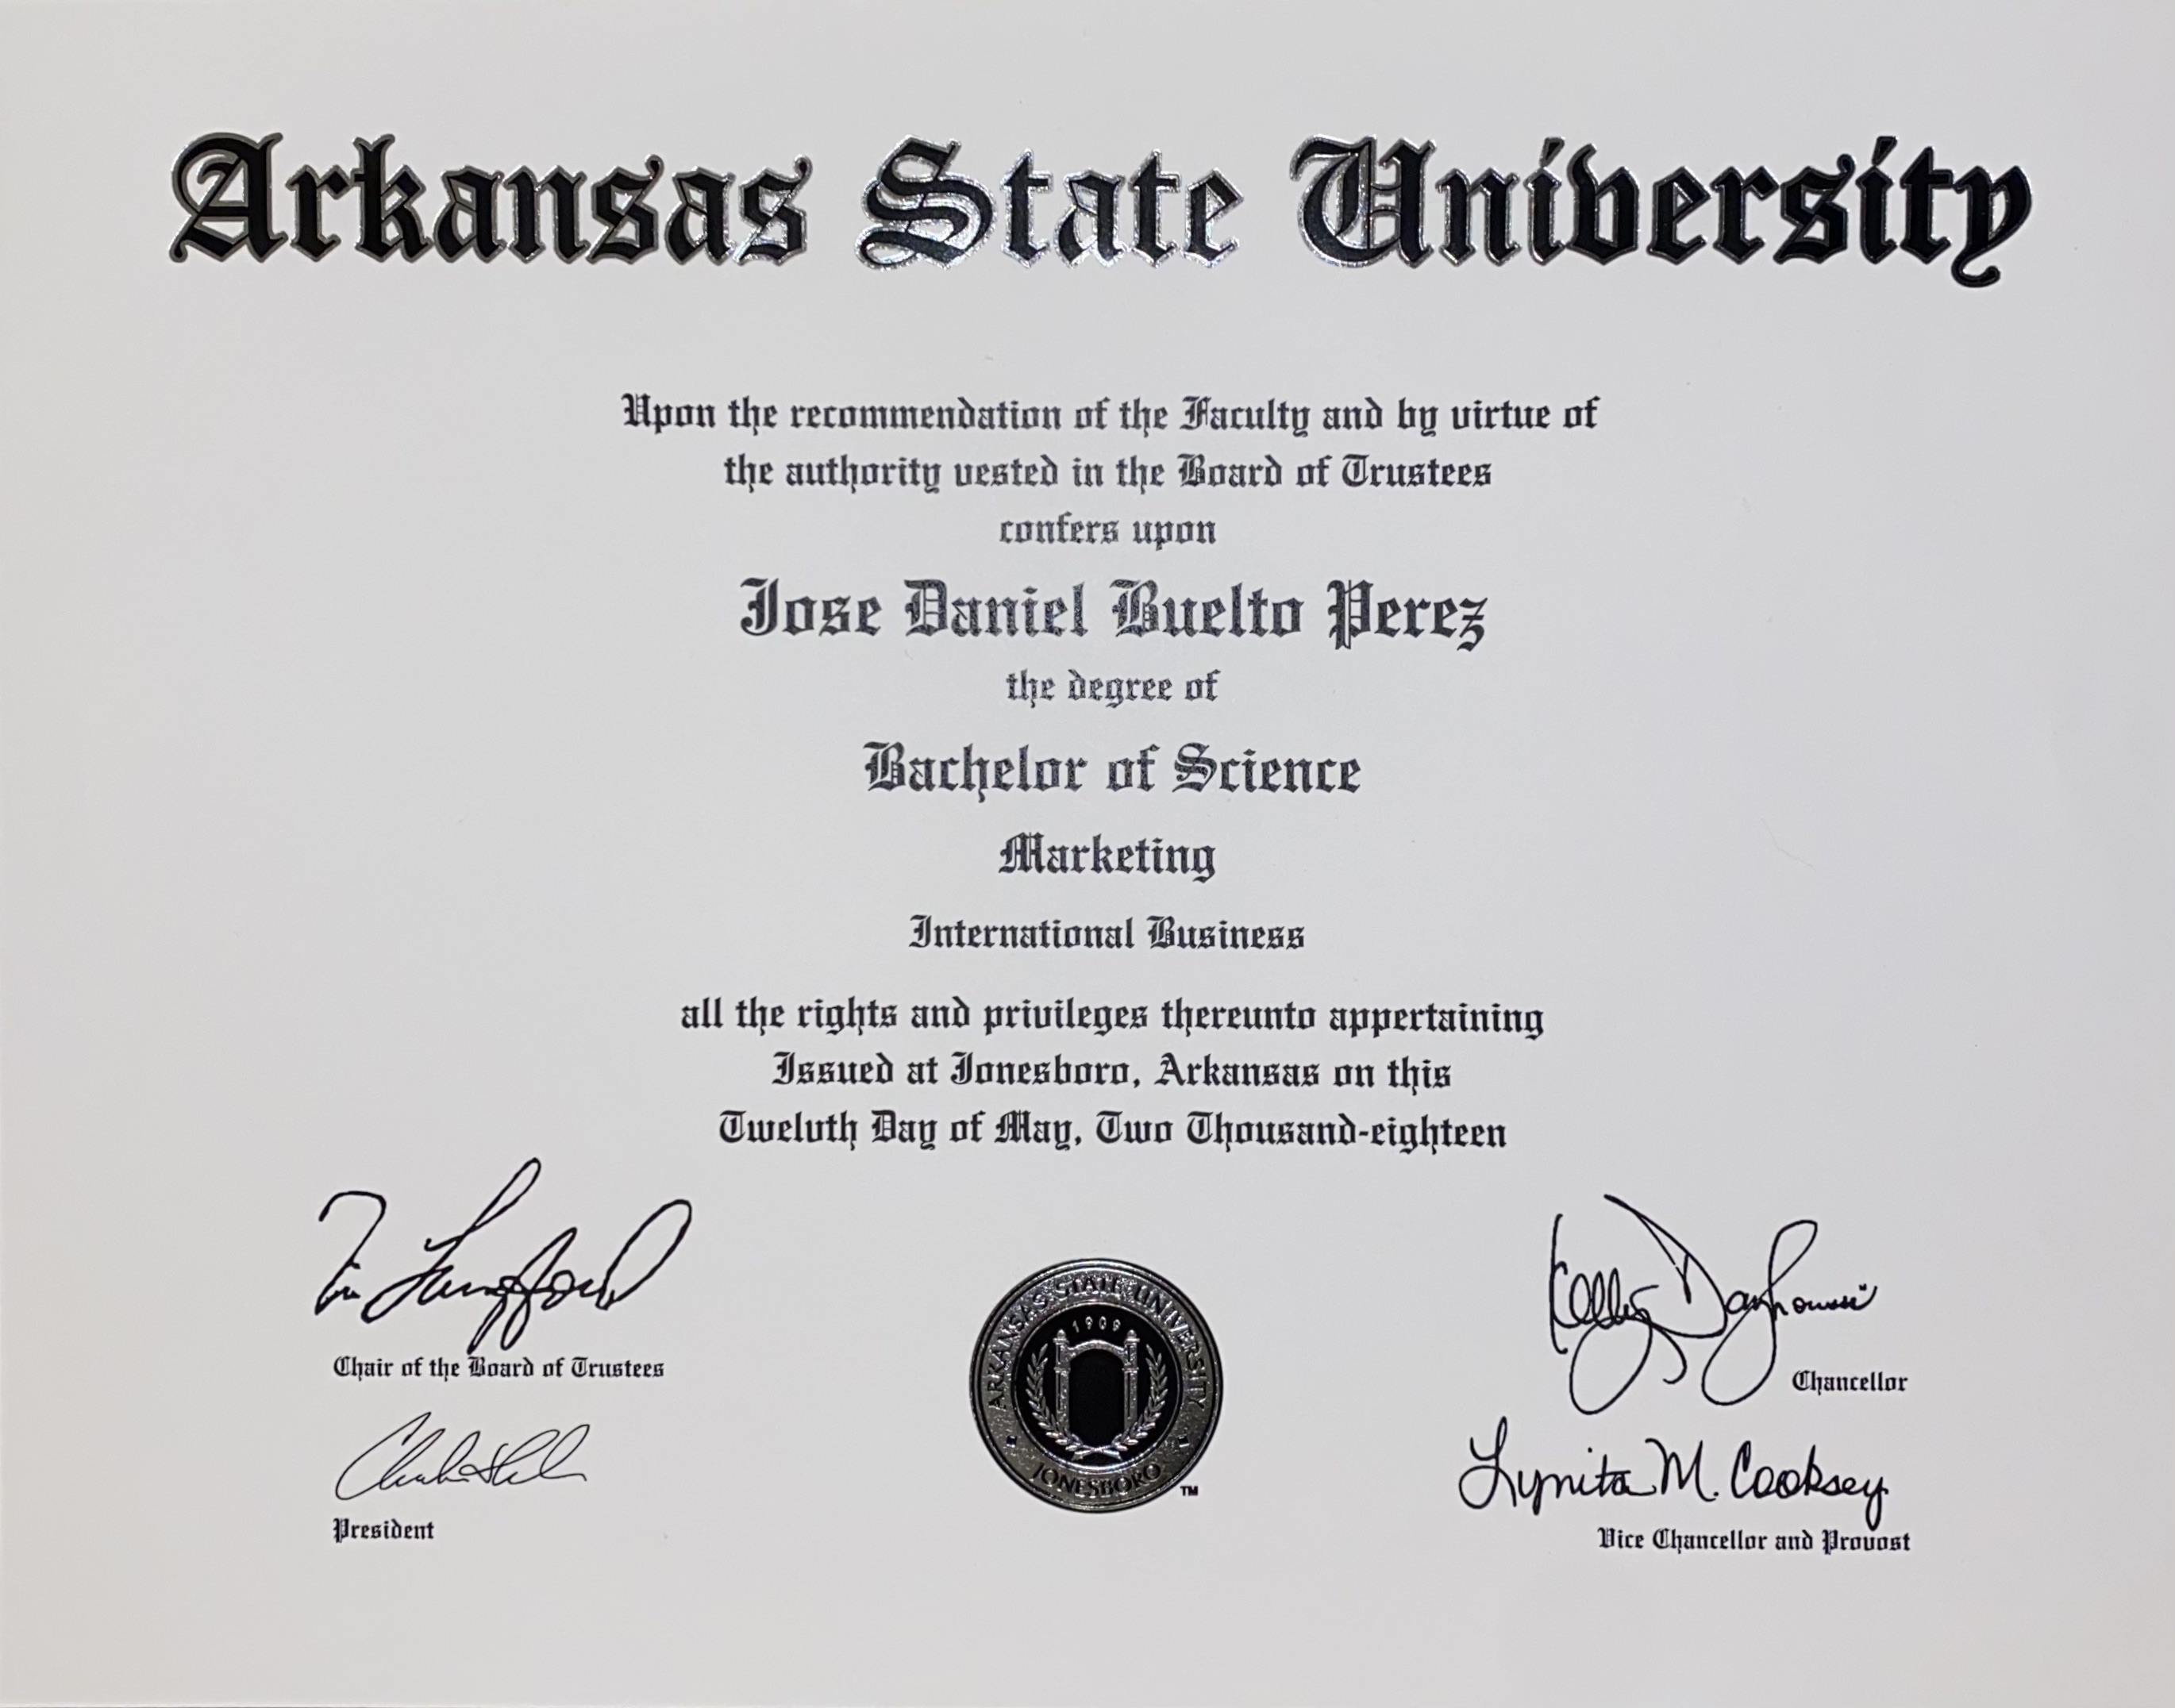 Arkansas State University
Upon the recommendation of the Faculty and by virtue of
the authority vested in the Board of Trustees
confers upon
Jose Daniel Buelto Perez
the degree of
Bachelor of Science
Marketing
International Business
all the rights and privileges thereunto appertaining
Issued at Jonesboro, Arkansas on this
Twelvth Day of May, Two Thousand-eighteen
Langford
Chair of the Board of Trustees
Kelly
Chancellor
ARKANSAS STATE UNIVERSITY
1909
JONESBORO
TM
President
Lynita M. Cooksey
Vice Chancellor and Provost